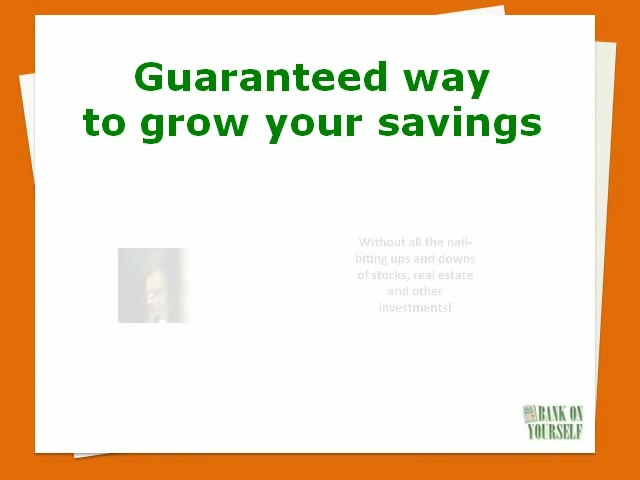 Guaranteed way
to grow your savings
Without all the nail-
biting ups and downs
of stocks, real estate
and other
investments!
BANK ON
YOURSELF